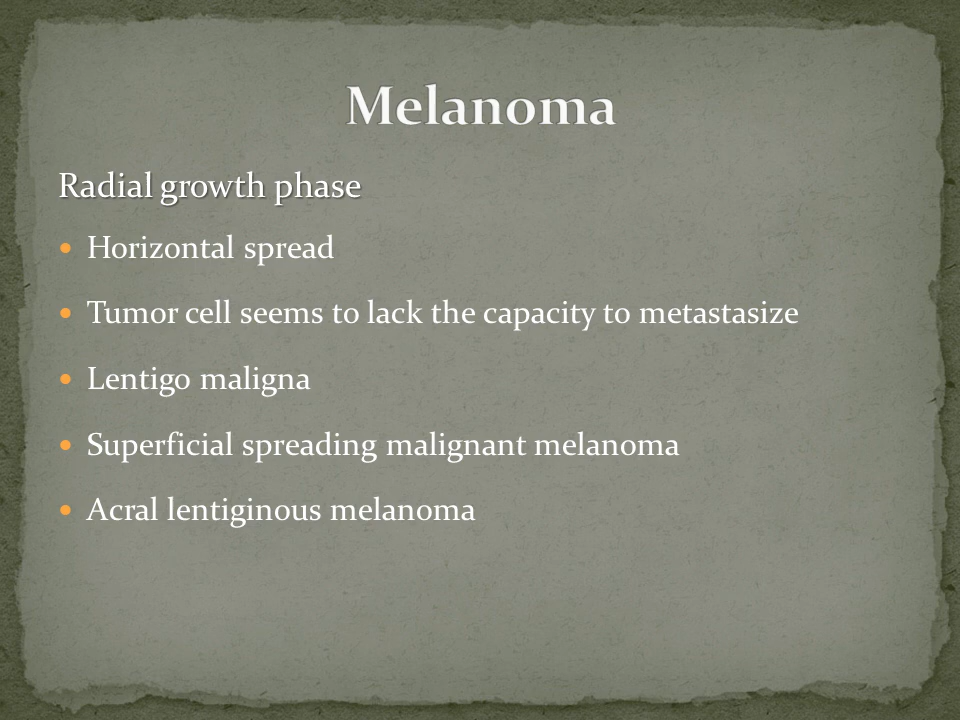 Melanoma
Radial growth phase
• Horizontal spread
• Tumor cell seems to lack the capacity to metastasize
• Lentigo maligna
• Superficial spreading malignant melanoma
• Acral lentiginous melanoma